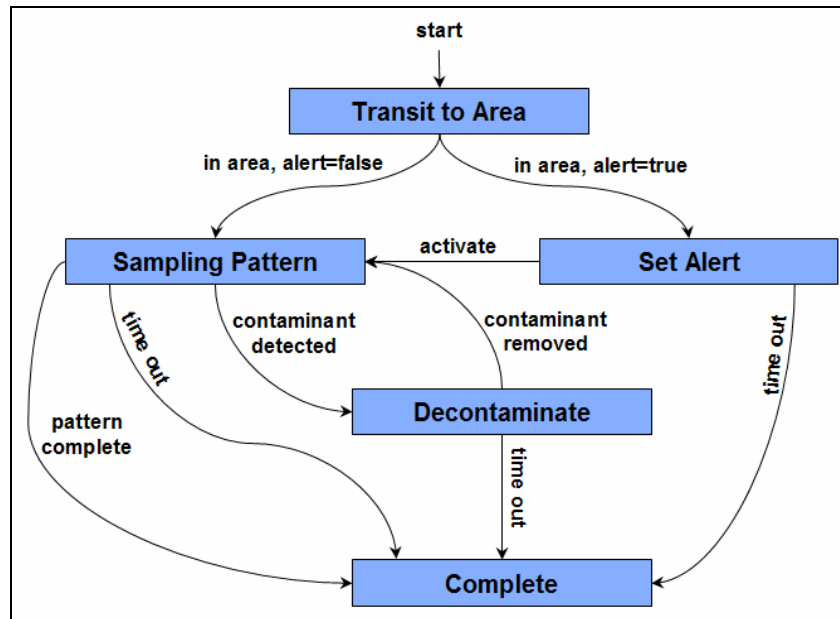 start
Transit to Area
in area, alert=false
in area, alert=true
Sampling Pattern
activate
Set Alert
time out
contaminant
detected
contaminant
removed
time out
pattern
complete
Decontaminate
time out
Complete